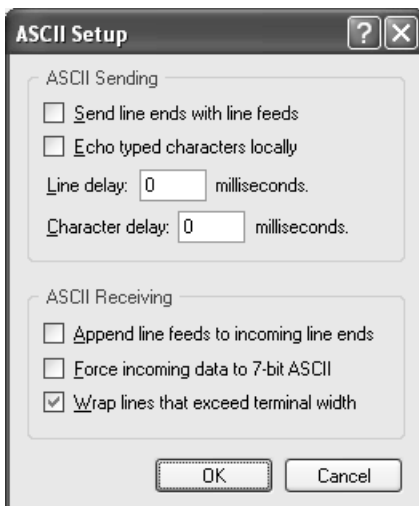 ASCII Setup
ASCII Sending
Send line ends with line feeds
Echo typed characters locally
Line delay: 0 milliseconds.
Character delay: 0 milliseconds.
ASCII Receiving
Append line feeds to incoming line ends
Force incoming data to 7-bit ASCII
Wrap lines that exceed terminal width
OK Cancel